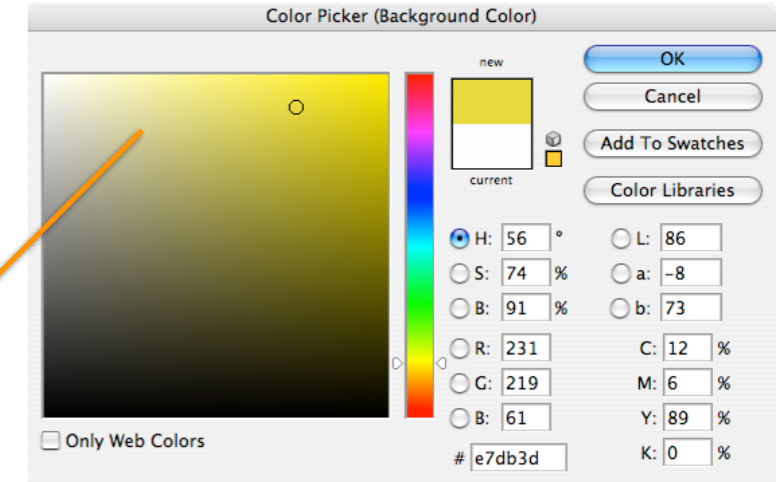 Color Picker (Background Color)
new
current
OK
Cancel
Add To Swatches
Color Libraries
H: 56 °
S: 74 %
B: 91 %
R: 231
G: 219
B: 61
# e7db3d
L: 86
a: -8
b: 73
C: 12 %
M: 6 %
Y: 89 %
K: 0 %
Only Web Colors